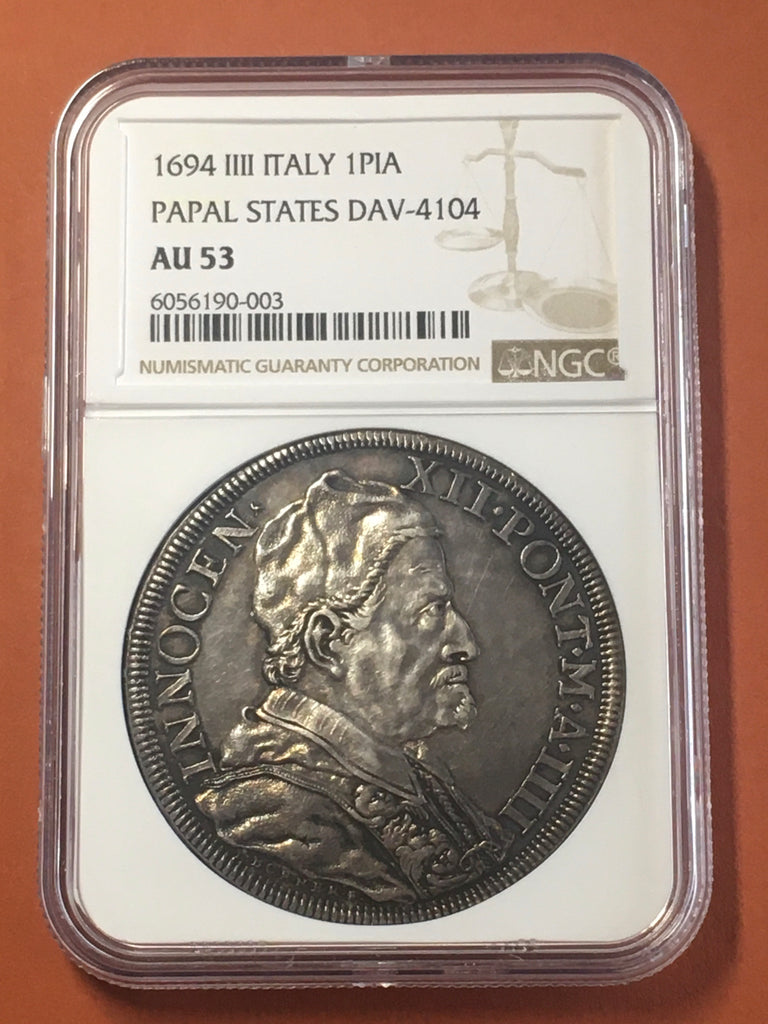 1694 IIII ITALY 1PIA
PAPAL STATES DAV-4104
AU 53
6056190-003
NUMISMATIC GUARANTY CORPORATION
NGC®
INNOCEN· XII·PONT·M·A·IIII